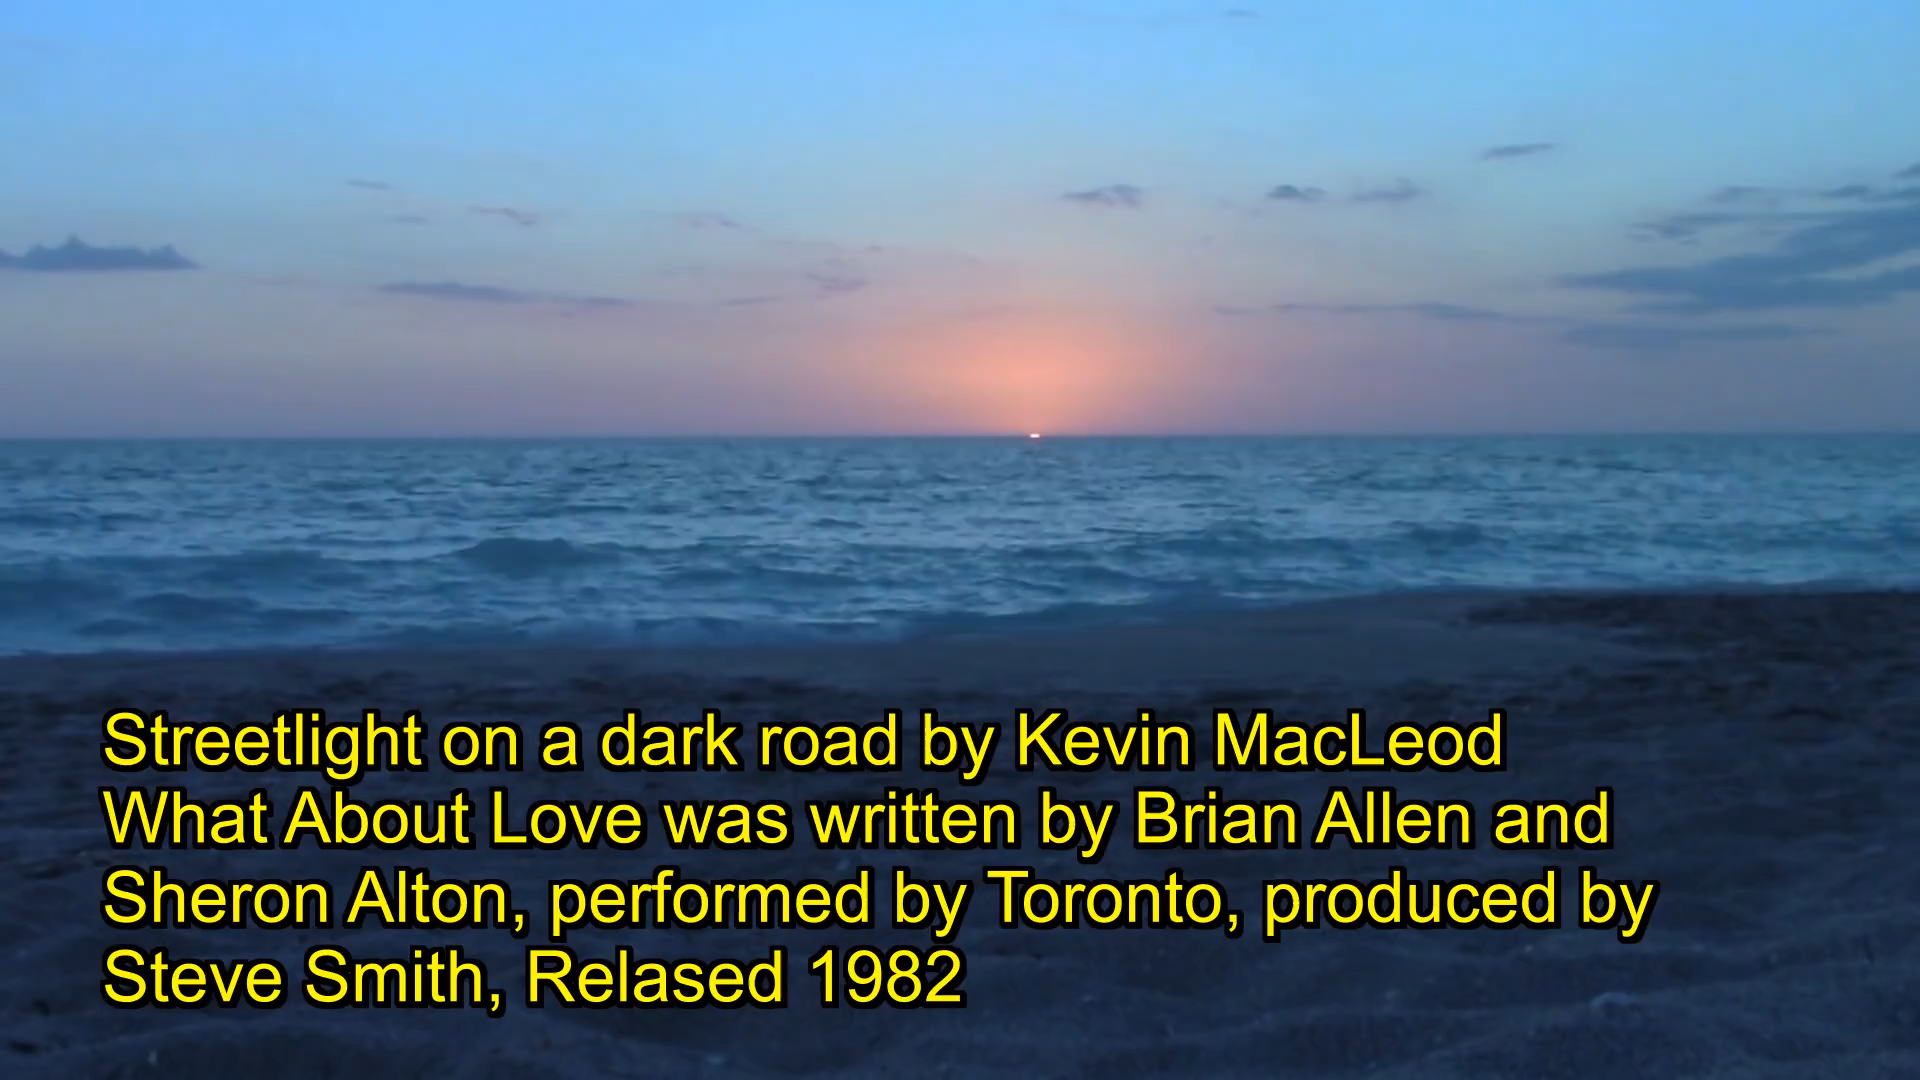 Streetlight on a dark road by Kevin MacLeod
What About Love was written by Brian Allen and
Sheron Alton, performed by Toronto, produced by
Steve Smith, Relased 1982